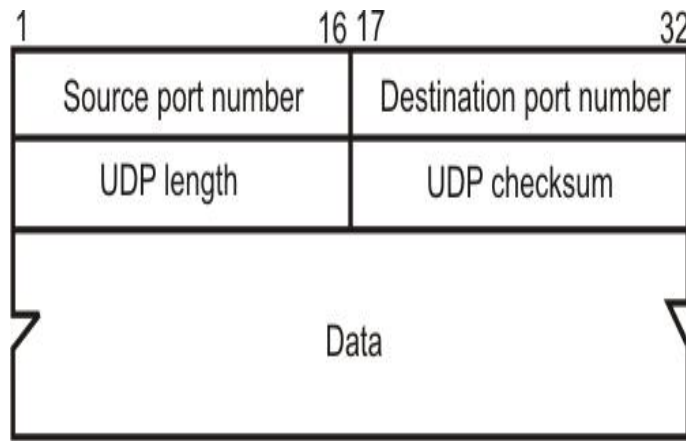 1 16 17 32
Source port number Destination port number
UDP length UDP checksum
Data